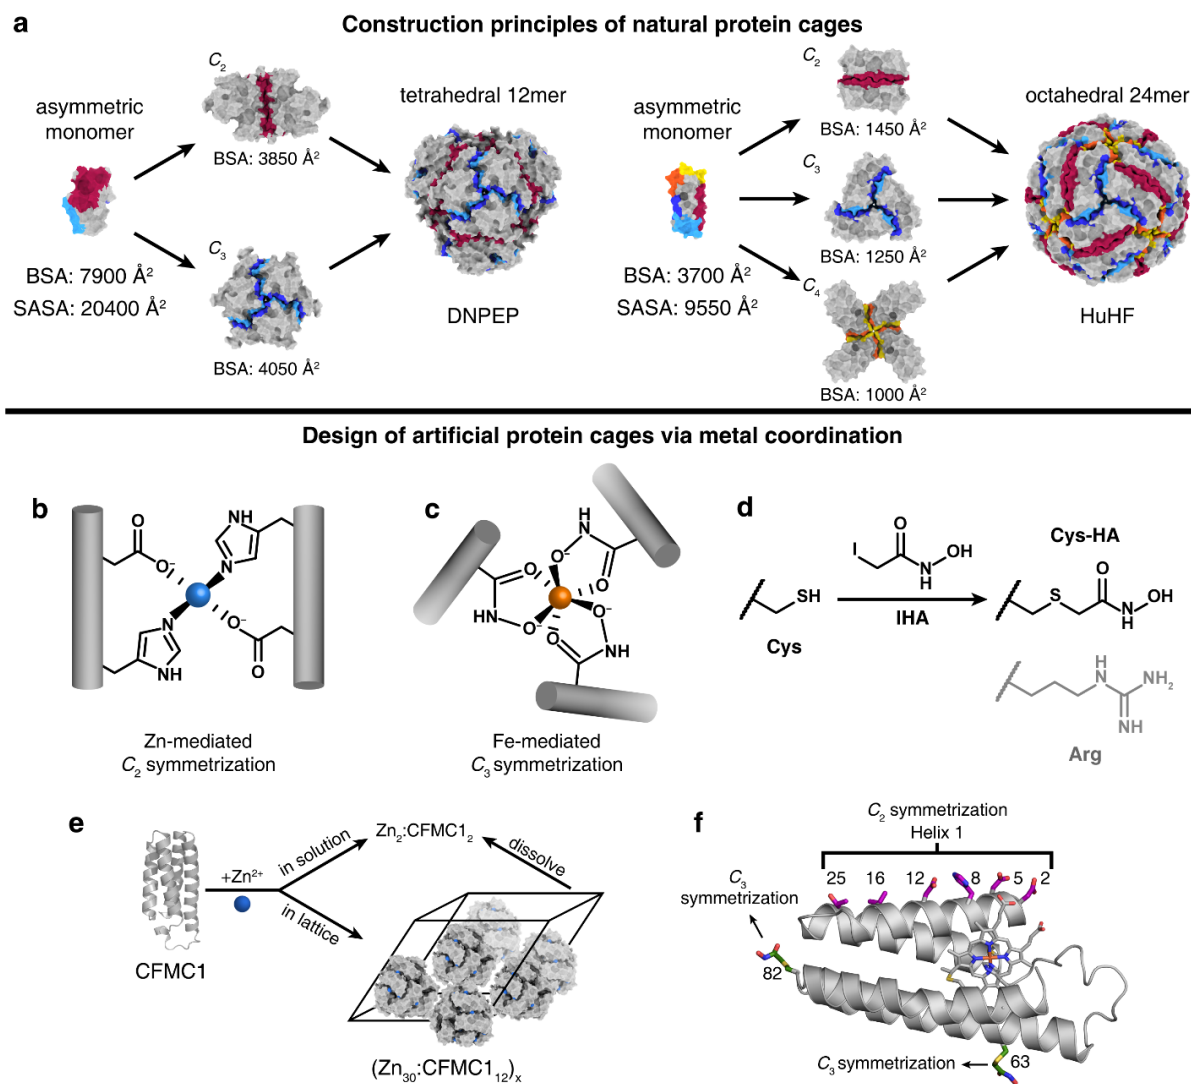 a
Construction principles of natural protein cages
asymmetric
monomer
BSA: 7900 Å²
SASA: 20400 Å²
C₂
BSA: 3850 Å²
C₃
BSA: 4050 Å²
tetrahedral 12mer
DNPEP
asymmetric
monomer
BSA: 3700 Å²
SASA: 9550 Å²
C₂
BSA: 1450 Å²
C₃
BSA: 1250 Å²
C₄
BSA: 1000 Å²
octahedral 24mer
HuHF
Design of artificial protein cages via metal coordination
b
O
O⁻
NH
N
N
NH
O⁻
O
Zn-mediated
C₂ symmetrization
c
H
N
O⁻
O
O
HN
O⁻
O⁻
O
NH
Fe-mediated
C₃ symmetrization
d
SH
Cys
I
O
N
H
OH
IHA
Cys-HA
S
O
N
H
OH
H
N
NH₂
NH
Arg
e
CFMC1
+Zn²⁺
in solution
in lattice
Zn₂:CFMC1₂
dissolve
(Zn₃₀:CFMC1₁₂)ₓ
f
C₂ symmetrization
Helix 1
25 16 12 8 5 2
C₃
symmetrization
82
C₃ symmetrization
63